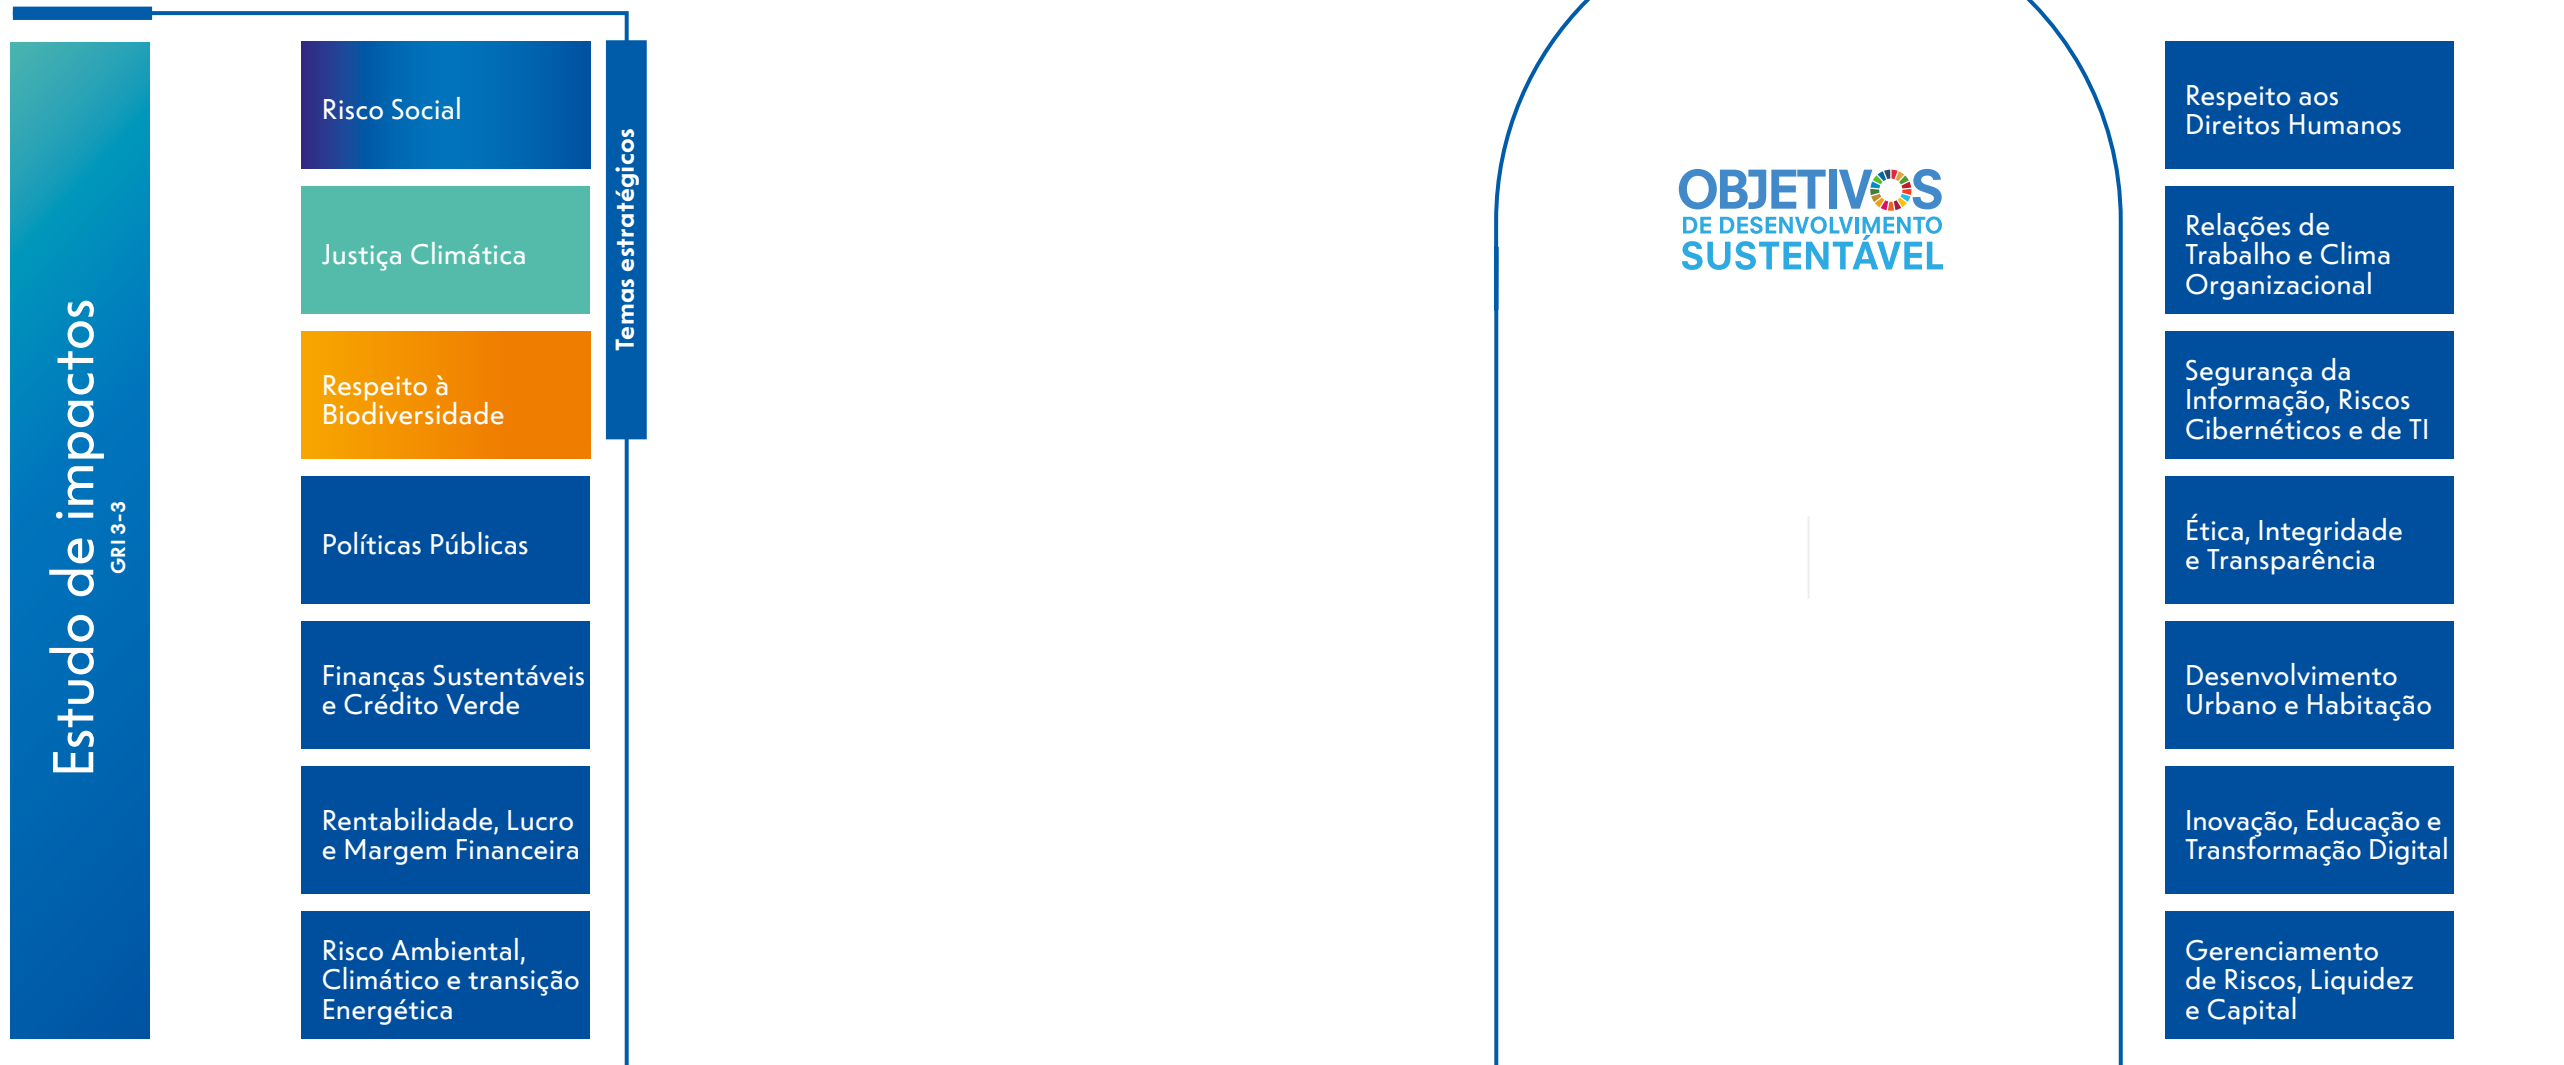 Estudo de impactos
GRI 3-3
Risco Social
Justiça Climática
Respeito à
Biodiversidade
Políticas Públicas
Finanças Sustentáveis
e Crédito Verde
Rentabilidade, Lucro
e Margem Financeira
Risco Ambiental,
Climático e transição
Energética
Temas estratégicos
OBJETIVOS
DE DESENVOLVIMENTO
SUSTENTÁVEL
Respeito aos
Direitos Humanos
Relações de
Trabalho e Clima
Organizacional
Segurança da
Informação, Riscos
Cibernéticos e de TI
Ética, Integridade
e Transparência
Desenvolvimento
Urbano e Habitação
Inovação, Educação e
Transformação Digital
Gerenciamento
de Riscos, Liquidez
e Capital